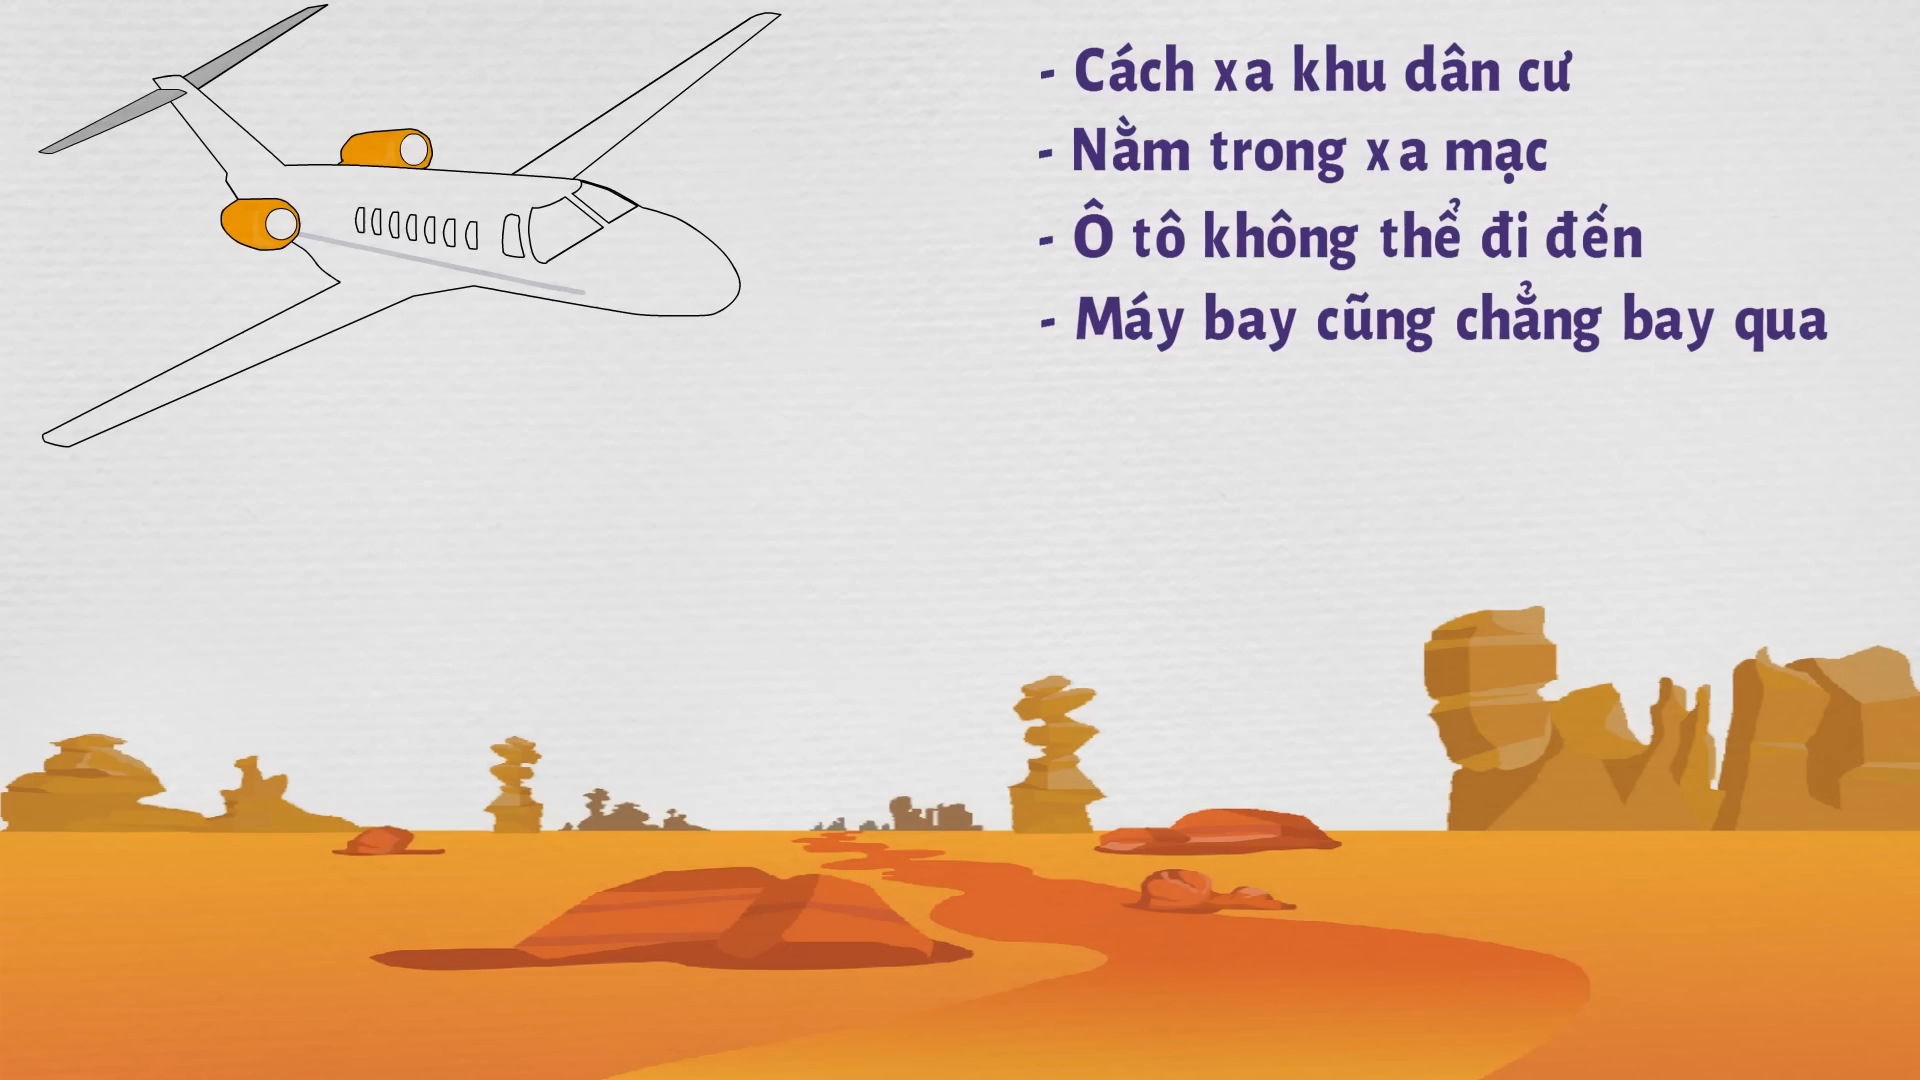 - Cách xa khu dân cư
- Nằm trong xa mạc
- Ô tô không thể đi đến
- Máy bay cũng chẳng bay qua